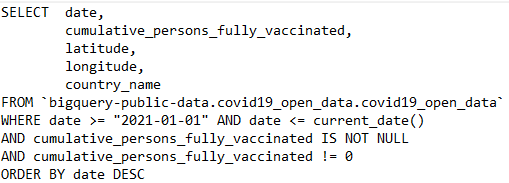 SELECT  date,
        cumulative_persons_fully_vaccinated,
        latitude,
        longitude,
        country_name
FROM `bigquery-public-data.covid19_open_data.covid19_open_data`
WHERE date >= "2021-01-01" AND date <= current_date()
AND cumulative_persons_fully_vaccinated IS NOT NULL
AND cumulative_persons_fully_vaccinated != 0
ORDER BY date DESC